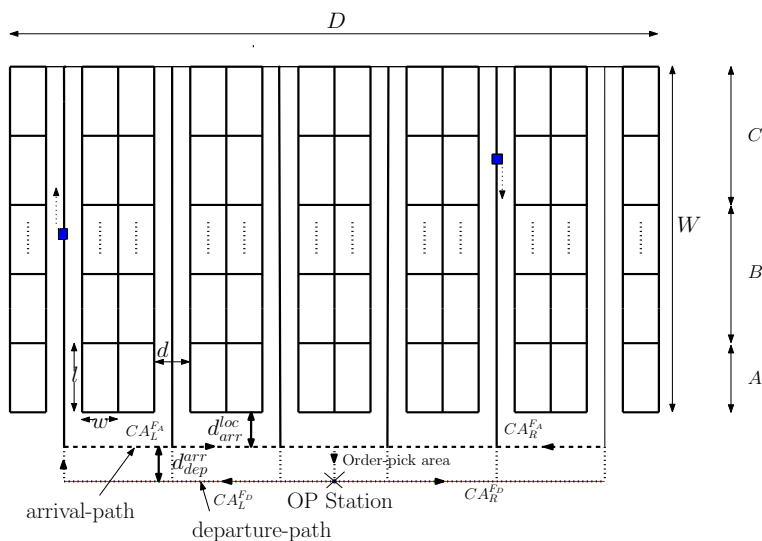 D
C
W
B
d
l
A
w
CA_L^{F_A}
d_{arr}^{loc}
CA_R^{F_A}
d_{dep}^{arr}
Order-pick area
CA_L^{F_D}
OP Station
CA_R^{F_D}
arrival-path
departure-path